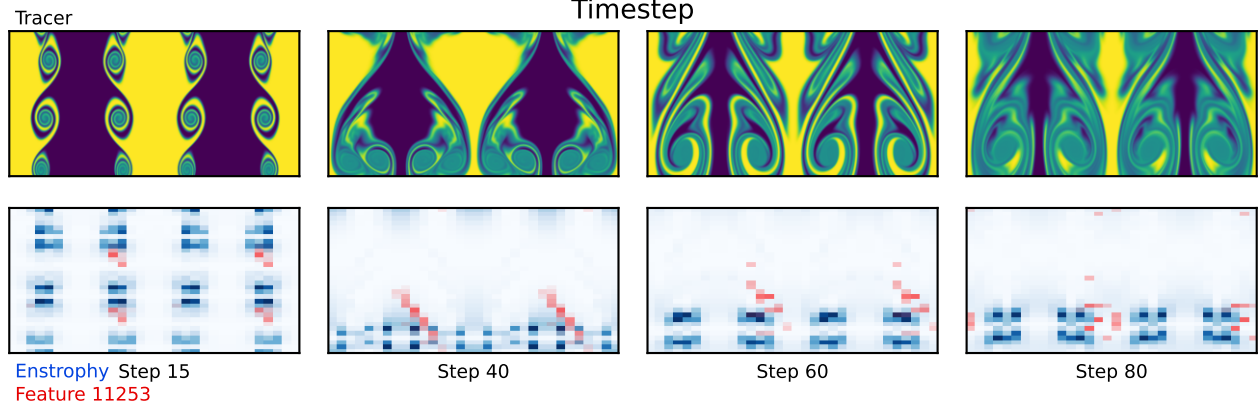 Timestep
Tracer
Enstrophy Step 15
Step 40
Step 60
Step 80
Feature 11253